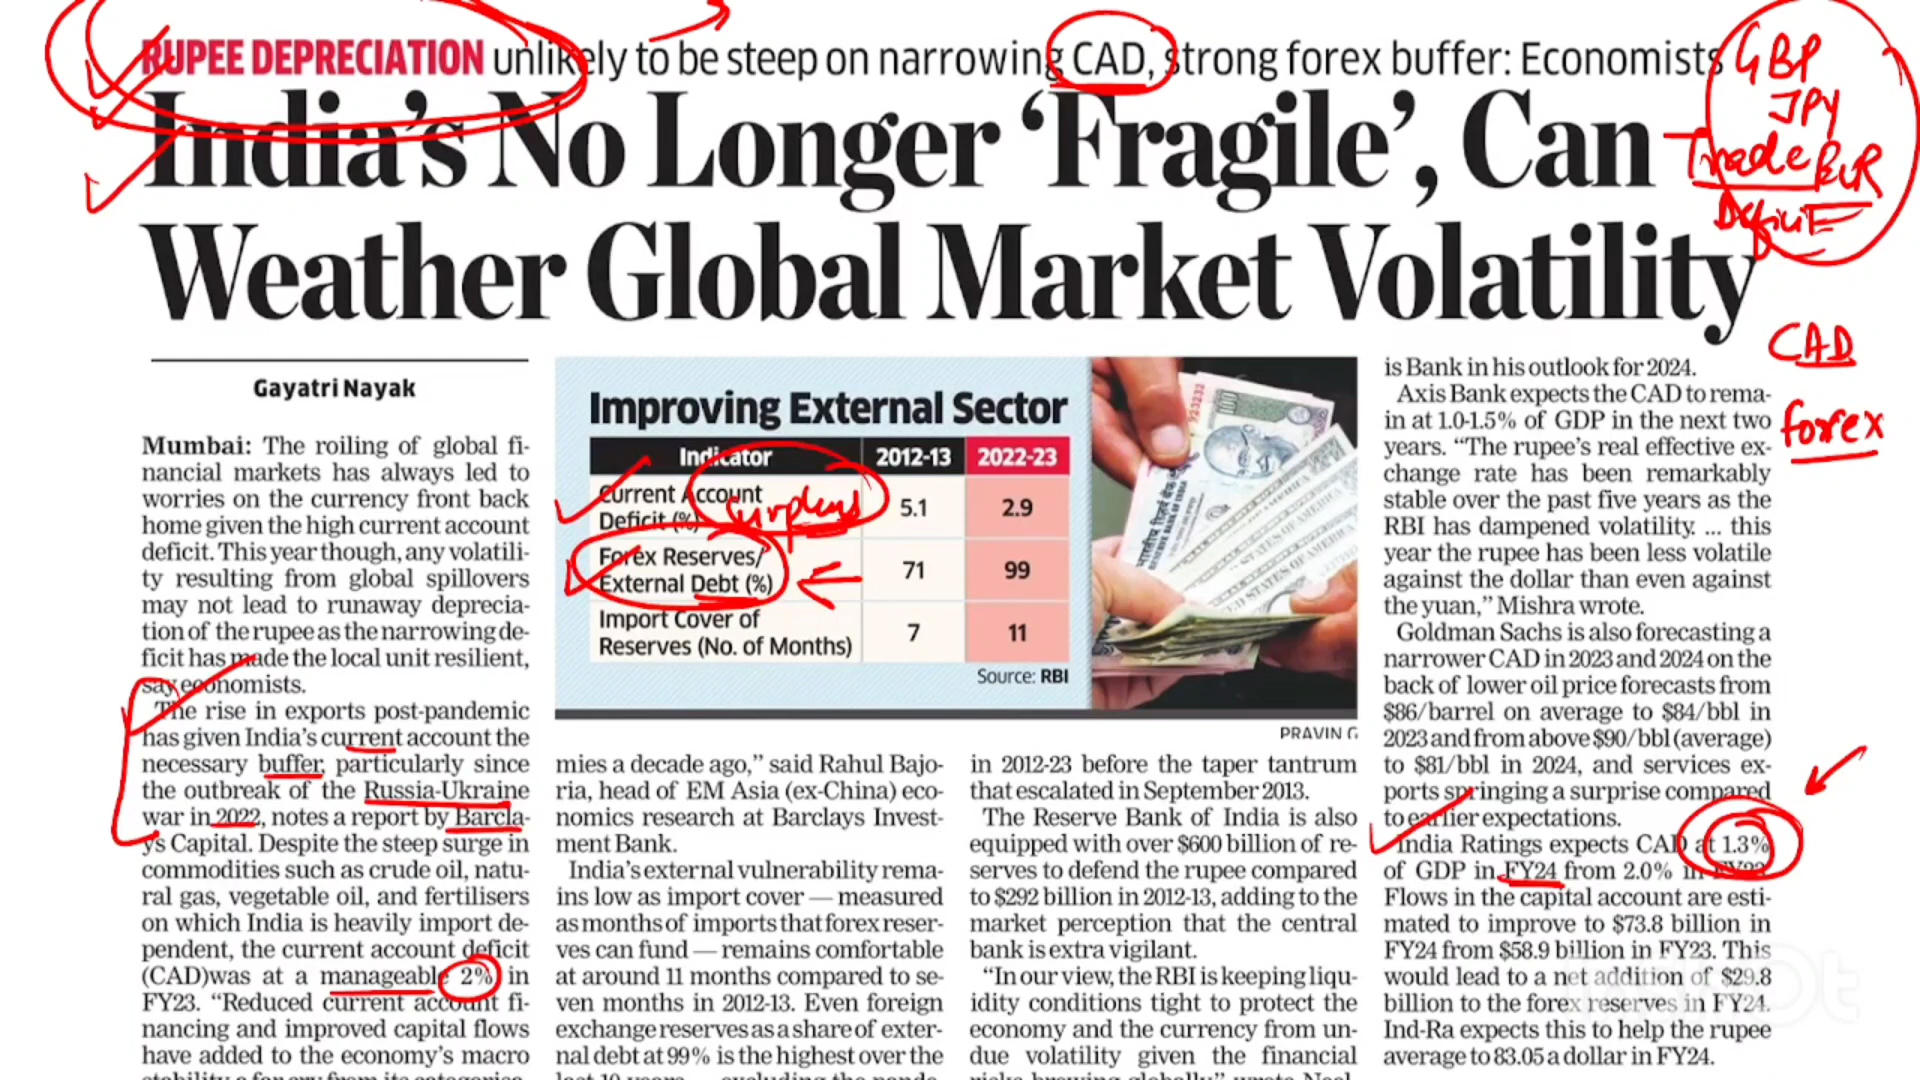 RUPEE DEPRECIATION unlikely to be steep on narrowing CAD, strong forex buffer: Economists
India's No Longer ‘Fragile’, Can
Weather Global Market Volatility
GBP
JPY
Trade EUR
Deficit
CAD
forex
Gayatri Nayak
Mumbai: The roiling of global fi-
nancial markets has always led to
worries on the currency front back
home given the high current account
deficit. This year though, any volatili-
ty resulting from global spillovers
may not lead to runaway deprecia-
tion of the rupee as the narrowing de-
ficit has made the local unit resilient,
say economists.
The rise in exports post-pandemic
has given India's current account the
necessary buffer, particularly since
the outbreak of the Russia-Ukraine
war in 2022, notes a report by Barcla-
ys Capital. Despite the steep surge in
commodities such as crude oil, natu-
ral gas, vegetable oil, and fertilisers
on which India is heavily import de-
pendent, the current account deficit
(CAD)was at a manageable 2% in
FY23. “Reduced current account fi-
nancing and improved capital flows
have added to the economy's macro
Improving External Sector
Indicator 2012-13 2022-23
Current Account
Deficit (%) 5.1 2.9
Surplus
Forex Reserves/
External Debt (%) 71 99
Import Cover of
Reserves (No. of Months) 7 11
Source: RBI
PRAVIN G
mies a decade ago,” said Rahul Bajo-
ria, head of EM Asia (ex-China) eco-
nomics research at Barclays Invest-
ment Bank.
India's external vulnerability rema-
ins low as import cover — measured
as months of imports that forex reser-
ves can fund — remains comfortable
at around 11 months compared to se-
ven months in 2012-13. Even foreign
exchange reserves as a share of exter-
nal debt at 99% is the highest over the
in 2012-23 before the taper tantrum
that escalated in September 2013.
The Reserve Bank of India is also
equipped with over $600 billion of re-
serves to defend the rupee compared
to $292 billion in 2012-13, adding to the
market perception that the central
bank is extra vigilant.
“In our view, the RBI is keeping liqu-
idity conditions tight to protect the
economy and the currency from un-
due volatility given the financial
is Bank in his outlook for 2024.
Axis Bank expects the CAD to rema-
in at 1.0-1.5% of GDP in the next two
years. “The rupee's real effective ex-
change rate has been remarkably
stable over the past five years as the
RBI has dampened volatility. ... this
year the rupee has been less volatile
against the dollar than even against
the yuan,” Mishra wrote.
Goldman Sachs is also forecasting a
narrower CAD in 2023 and 2024 on the
back of lower oil price forecasts from
$86/barrel on average to $84/bbl in
2023 and from above $90/bbl (average)
to $81/bbl in 2024, and services ex-
ports springing a surprise compared
to earlier expectations.
India Ratings expects CAD at 1.3%
of GDP in FY24 from 2.0% in FY23
Flows in the capital account are esti-
mated to improve to $73.8 billion in
FY24 from $58.9 billion in FY23. This
would lead to a net addition of $29.8
billion to the forex reserves in FY24.
Ind-Ra expects this to help the rupee
average to 83.05 a dollar in FY24.